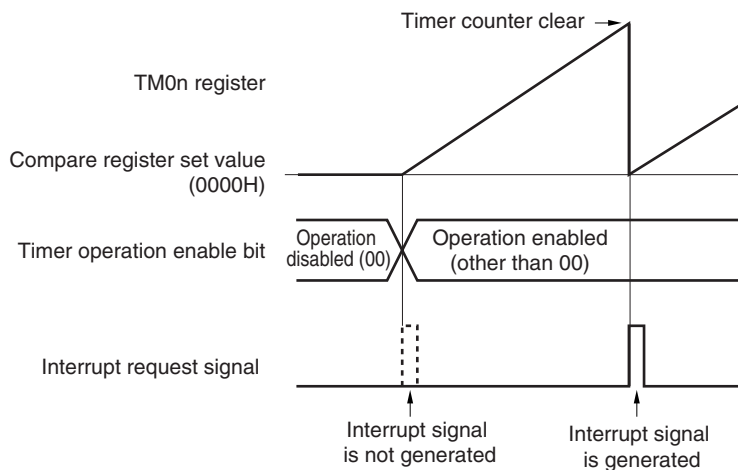 Timer counter clear
TM0n register
Compare register set value
(0000H)
Timer operation enable bit
Operation
disabled (00)
Operation enabled
(other than 00)
Interrupt request signal
Interrupt signal
is not generated
Interrupt signal
is generated